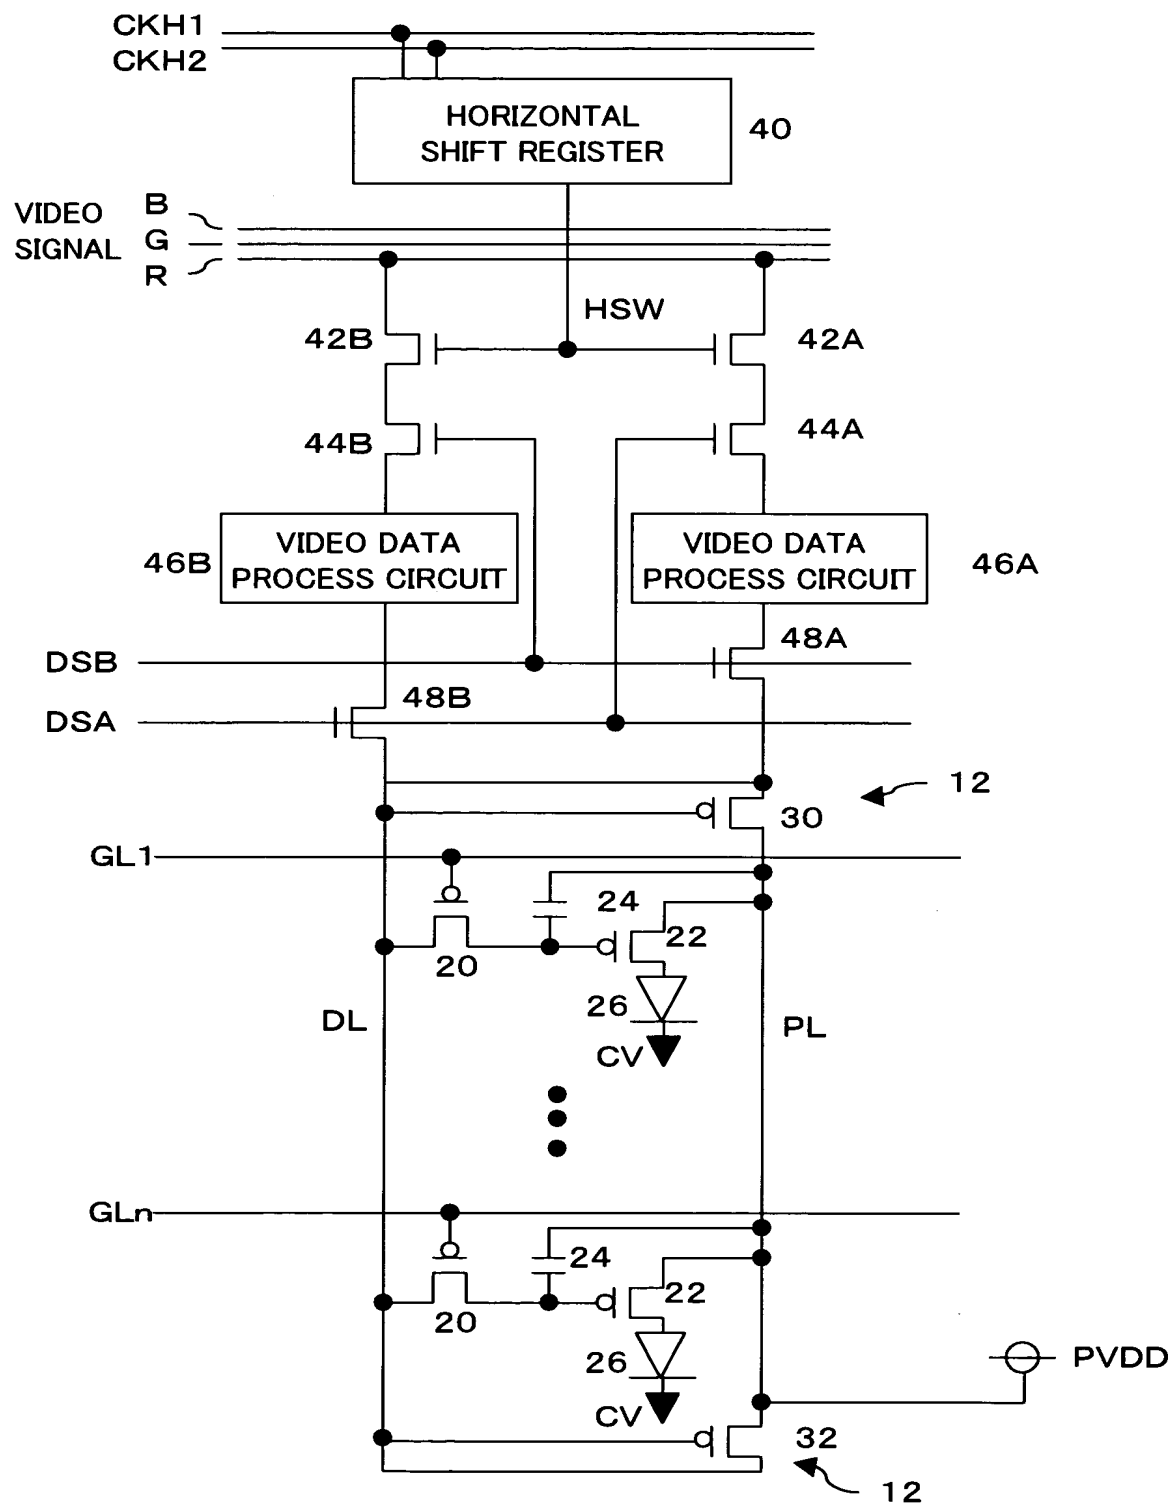 CKH1
CKH2
HORIZONTAL
SHIFT REGISTER
40
VIDEO
SIGNAL
B
G
R
HSW
42B
42A
44B
44A
VIDEO DATA
PROCESS CIRCUIT
46B
VIDEO DATA
PROCESS CIRCUIT
46A
48A
DSB
48B
DSA
12
30
GL1
24
22
20
26
DL
PL
CV
GLn
24
22
20
26
PVDD
CV
32
12